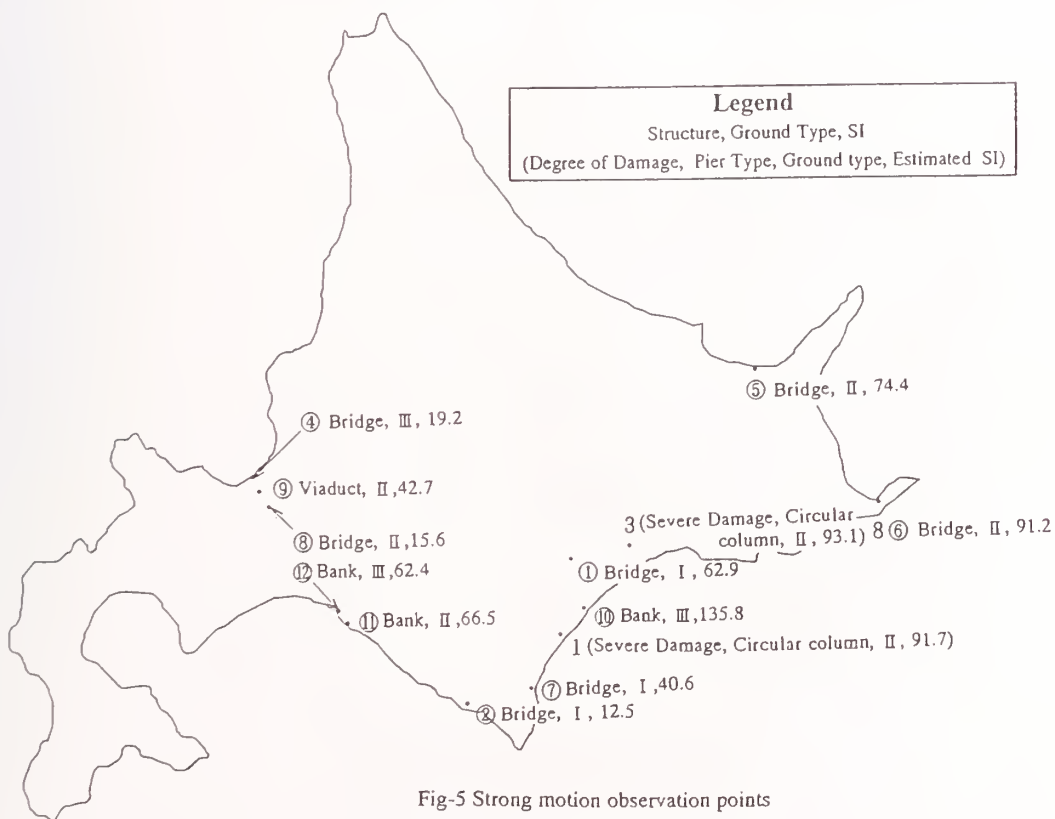 Legend
Structure, Ground Type, SI
(Degree of Damage, Pier Type, Ground type, Estimated SI)
⑤ Bridge, Ⅱ, 74.4
④ Bridge, Ⅲ, 19.2
⑨ Viaduct, Ⅱ,42.7
3 (Severe Damage, Circular
column, Ⅱ, 93.1) 8 ⑥ Bridge, Ⅱ, 91.2
⑧ Bridge, Ⅱ,15.6
⑫ Bank, Ⅲ,62.4
① Bridge, Ⅰ, 62.9
⑪ Bank, Ⅱ,66.5
⑩ Bank, Ⅲ,135.8
1 (Severe Damage, Circular column, Ⅱ, 91.7)
⑦ Bridge, Ⅰ,40.6
② Bridge, Ⅰ, 12.5
Fig-5 Strong motion observation points